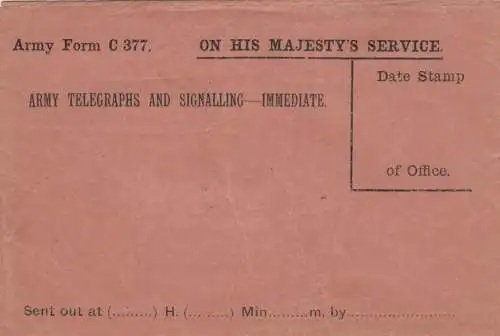 Army Form C 377.
ON HIS MAJESTY'S SERVICE.
ARMY TELEGRAPHS AND SIGNALLING—IMMEDIATE.
Date Stamp
of Office.
Sent out at (.........) H. (.........) Min.........m. by........................